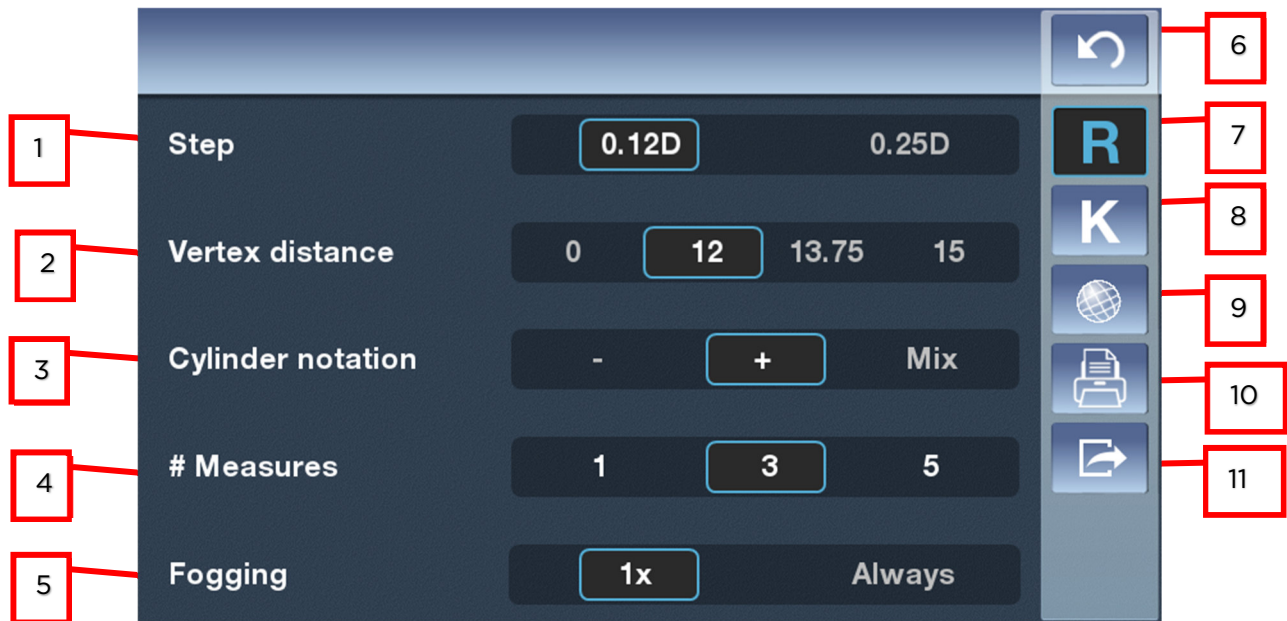 6
1 Step 0.12D 0.25D R 7
2 Vertex distance 0 12 13.75 15 K 8
9
3 Cylinder notation - + Mix 10
4 # Measures 1 3 5 11
5 Fogging 1x Always